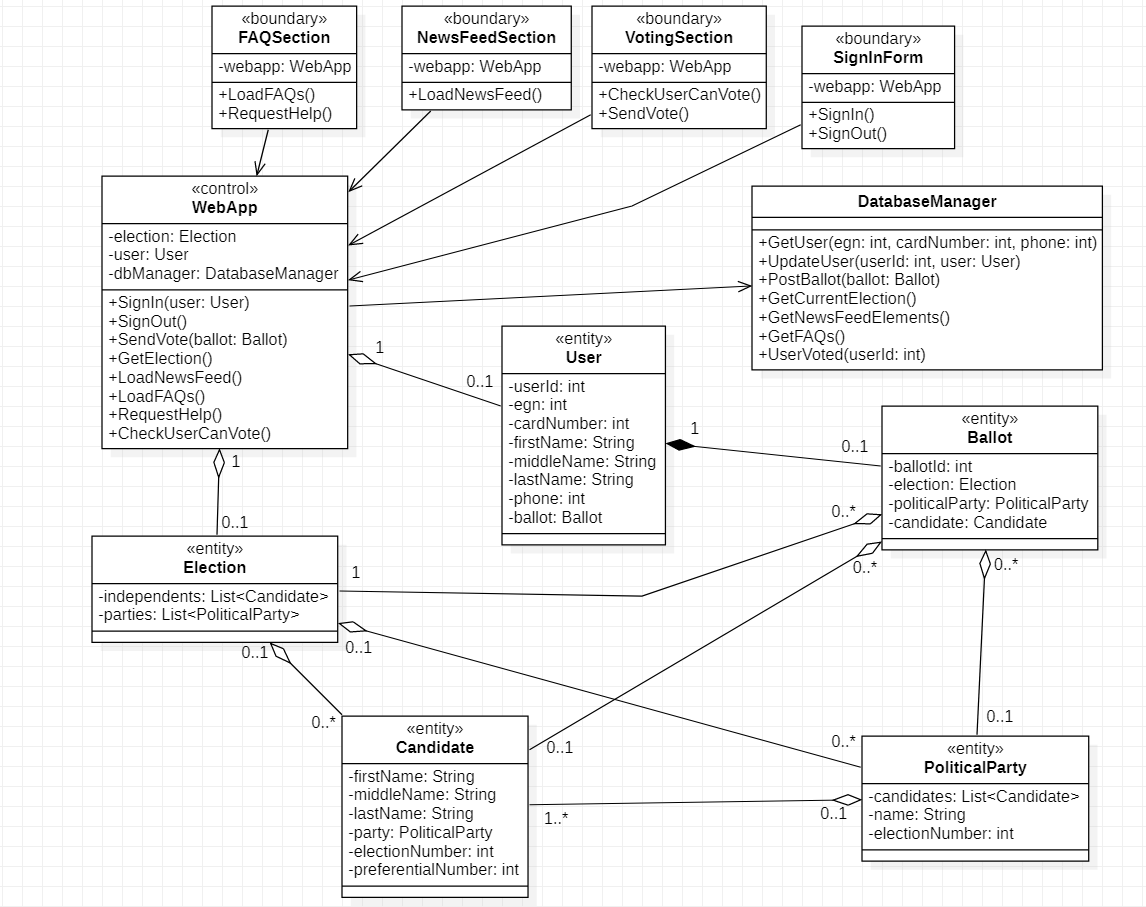 «boundary»
FAQSection
-webapp: WebApp
+LoadFAQs()
+RequestHelp()
«boundary»
NewsFeedSection
-webapp: WebApp
+LoadNewsFeed()
«boundary»
VotingSection
-webapp: WebApp
+CheckUserCanVote()
+SendVote()
«boundary»
SignInForm
-webapp: WebApp
+SignIn()
+SignOut()
«control»
WebApp
-election: Election
-user: User
-dbManager: DatabaseManager
+SignIn(user: User)
+SignOut()
+SendVote(ballot: Ballot)
+GetElection()
+LoadNewsFeed()
+LoadFAQs()
+RequestHelp()
+CheckUserCanVote()
DatabaseManager
+GetUser(egn: int, cardNumber: int, phone: int)
+UpdateUser(userId: int, user: User)
+PostBallot(ballot: Ballot)
+GetCurrentElection()
+GetNewsFeedElements()
+GetFAQs()
+UserVoted(userId: int)
1
0..1
«entity»
User
-userId: int
-egn: int
-cardNumber: int
-firstName: String
-middleName: String
-lastName: String
-phone: int
-ballot: Ballot
1
0..1
«entity»
Ballot
-ballotId: int
-election: Election
-politicalParty: PoliticalParty
-candidate: Candidate
1
0..1
0..*
0..*
0..*
«entity»
Election
-independents: List<Candidate>
-parties: List<PoliticalParty>
1
0..1
0..1
0..*
0..1
0..*
0..1
«entity»
Candidate
-firstName: String
-middleName: String
-lastName: String
-party: PoliticalParty
-electionNumber: int
-preferentialNumber: int
1..*
0..1
«entity»
PoliticalParty
-candidates: List<Candidate>
-name: String
-electionNumber: int